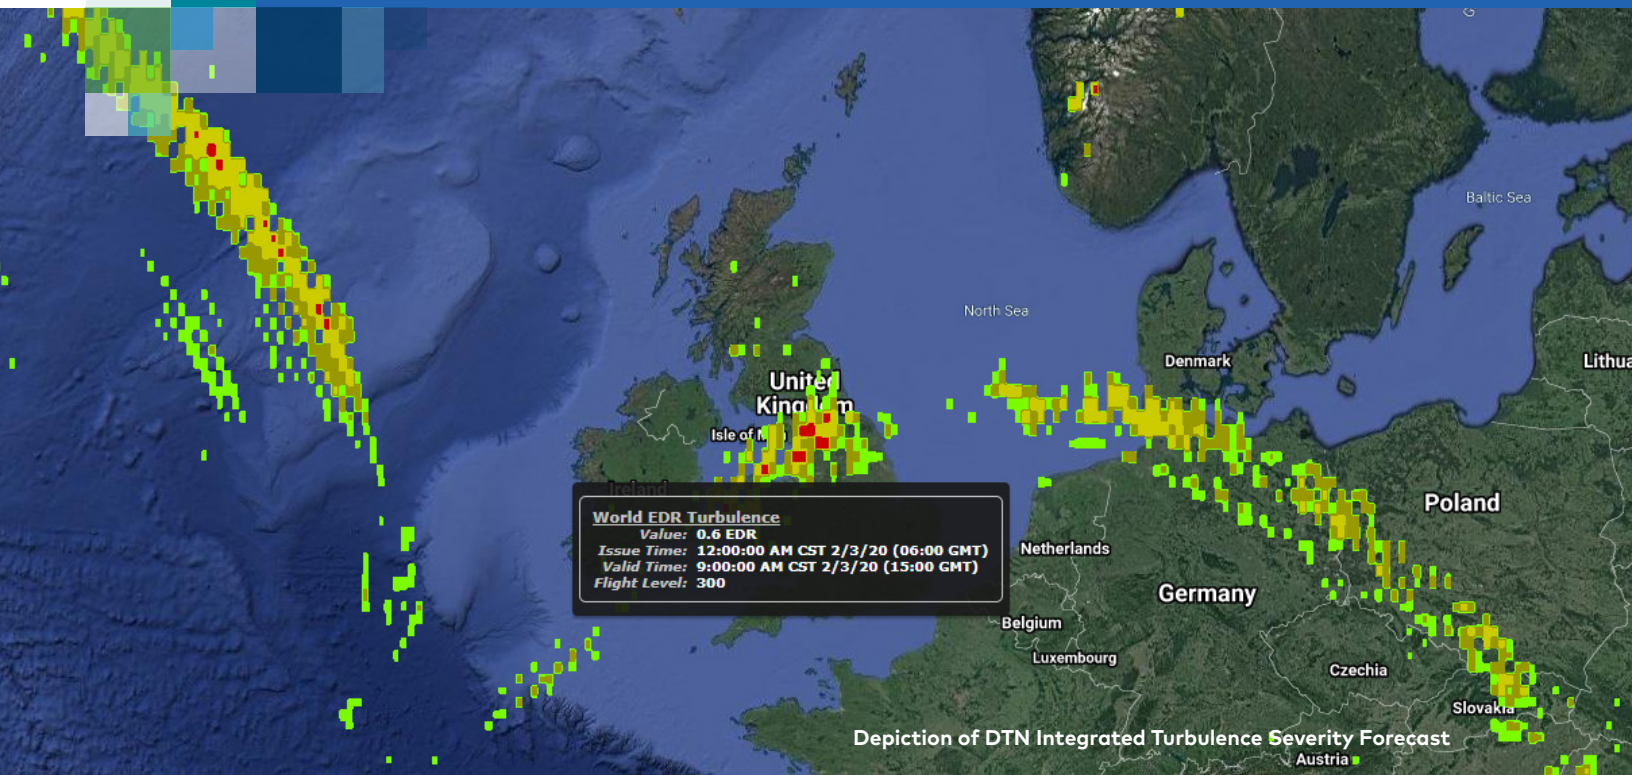 G
Baltic Sea
North Sea
Denmark
Lithua
United
Kingdom
Isle of M
Ireland
Poland
World EDR Turbulence
Value: 0.6 EDR
Issue Time: 12:00:00 AM CST 2/3/20 (06:00 GMT)
Valid Time: 9:00:00 AM CST 2/3/20 (15:00 GMT)
Flight Level: 300
Netherlands
Germany
Belgium
Luxembourg
Czechia
Slovakia
Depiction of DTN Integrated Turbulence Severity Forecast
Austria